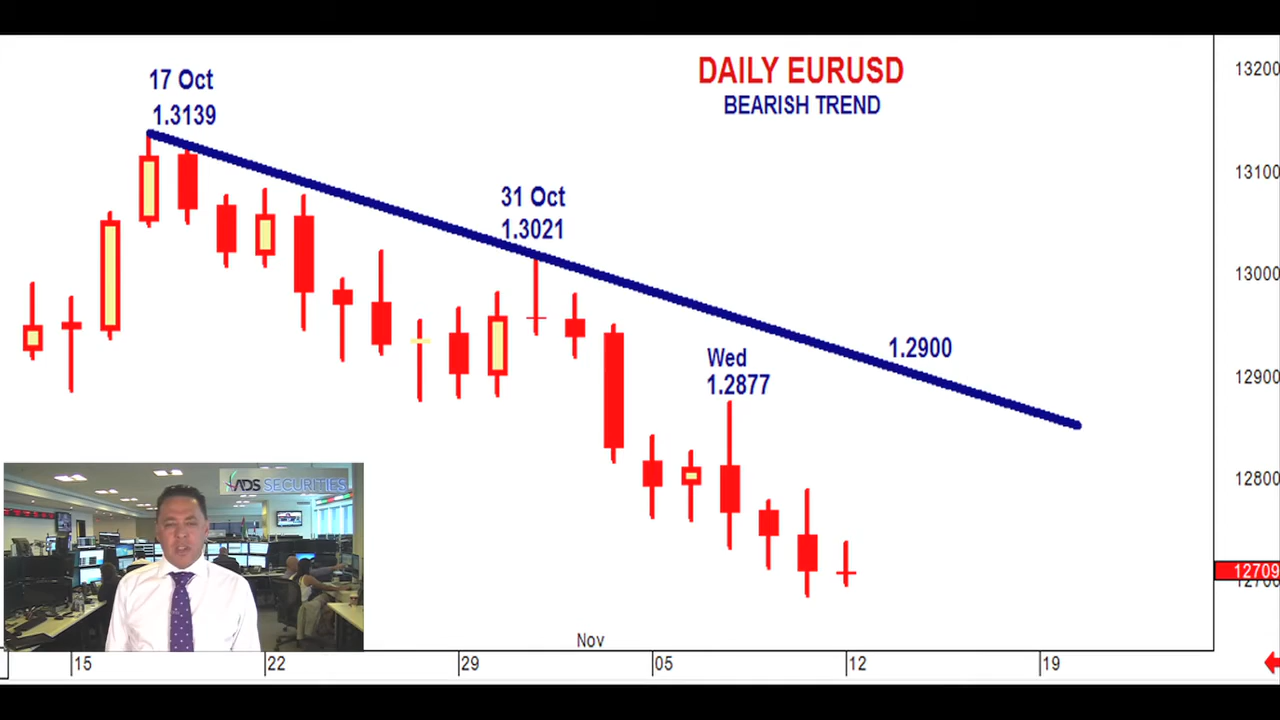 DAILY EURUSD
BEARISH TREND
17 Oct
1.3139
31 Oct
1.3021
Wed
1.2877
1.2900
13200
13100
13000
12900
12800
12709
ADS SECURITIES
Nov
15
22
29
05
12
19